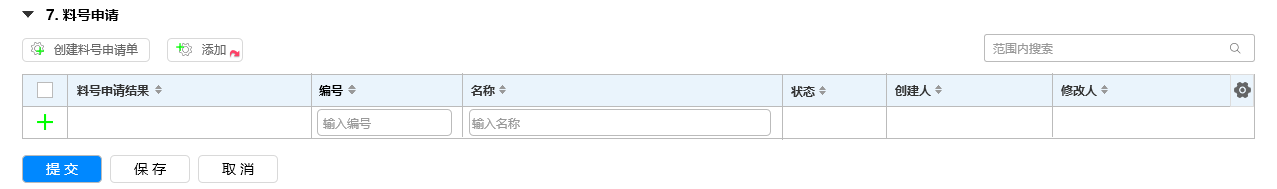 7. 料号申请
创建料号申请单 添加 范围内搜索
料号申请结果 编号 名称 状态 创建人 修改人
输入编号 输入名称
提 交 保 存 取 消